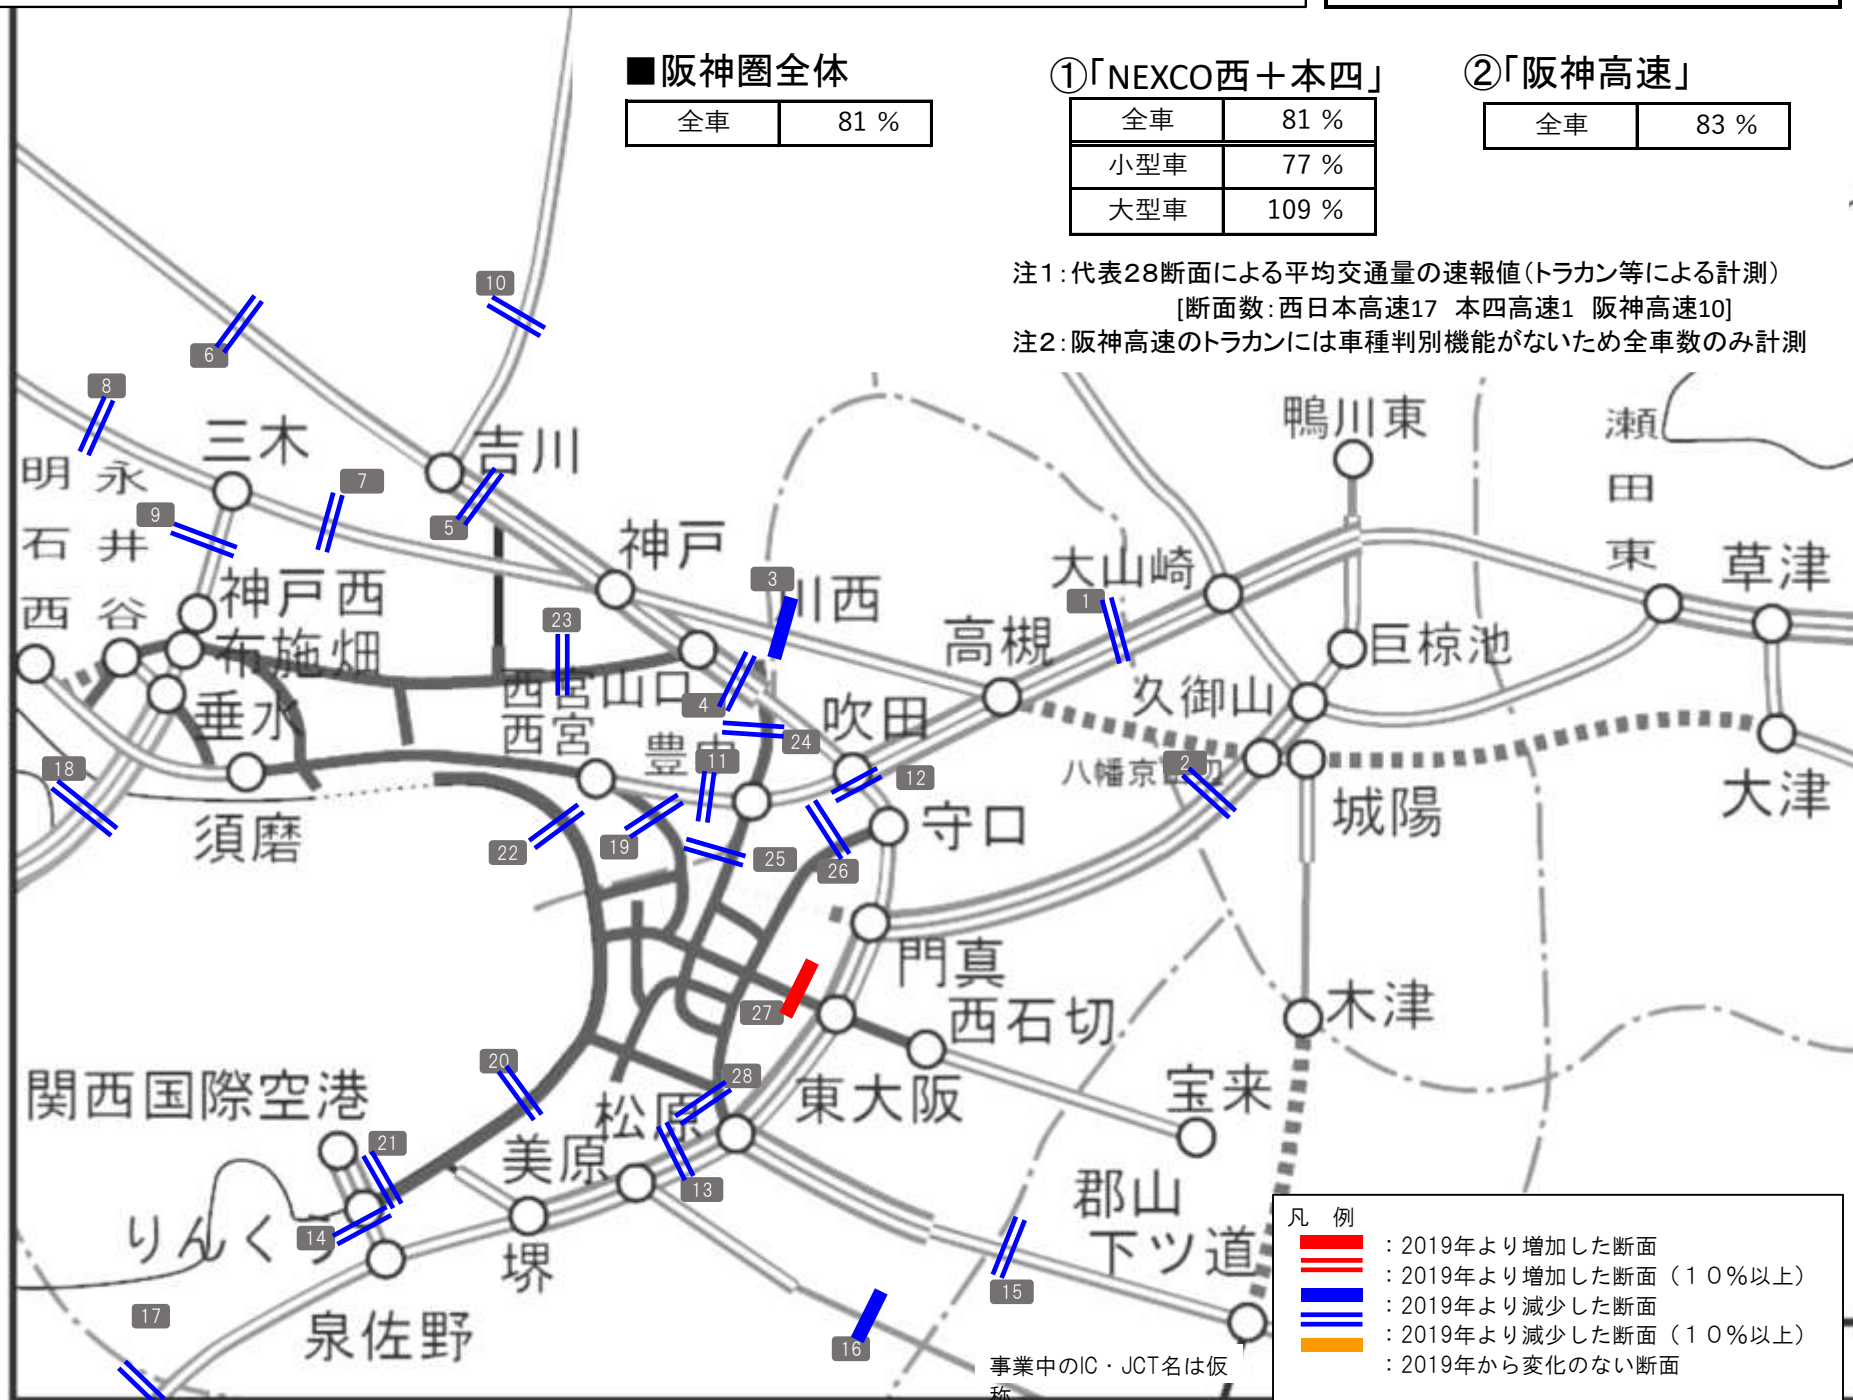 ■阪神圏全体
全車 81 %
①「NEXCO西＋本四」
全車 81 %
小型車 77 %
大型車 109 %
②「阪神高速」
全車 83 %
注1：代表28断面による平均交通量の速報値（トラカン等による計測）
[断面数：西日本高速17 本四高速1 阪神高速10]
注2：阪神高速のトラカンには車種判別機能がないため全車数のみ計測
10
6
8
三木
吉川
鴨川東
瀬田東
明石西
永井谷
7
9
5
神戸
3
川西
大山崎
1
草津
神戸西
布施畑
23
高槻
巨椋池
西宮山口
西宮
4
24
吹田
久御山
垂水
豊中
11
12
2
18
須磨
22
19
25
26
守口
城陽
大津
門真
27
西石切
木津
20
関西国際空港
28
松原
東大阪
宝来
21
美原
13
郡山
下ツ道
りんくう
14
堺
15
17
泉佐野
16
事業中のIC・JCT名は仮
称
凡 例
：2019年より増加した断面
：2019年より増加した断面（１０％以上）
：2019年より減少した断面
：2019年より減少した断面（１０％以上）
：2019年から変化のない断面